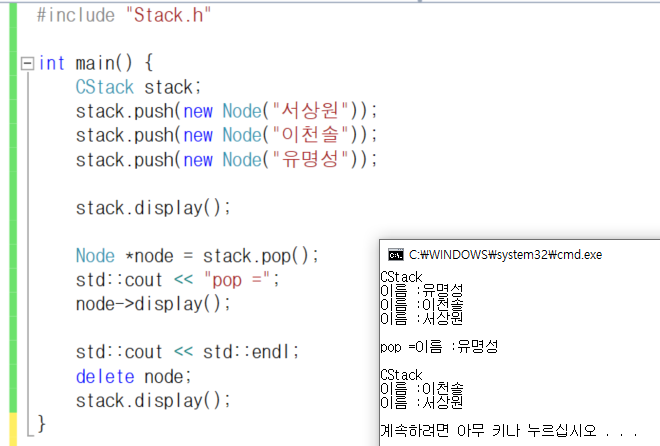 #include "Stack.h"
int main() {
CStack stack;
stack.push(new Node("서상원"));
stack.push(new Node("이천솔"));
stack.push(new Node("유명성"));
stack.display();
Node *node = stack.pop();
std::cout << "pop =";
node->display();
std::cout << std::endl;
delete node;
stack.display();
}
C:₩WINDOWS₩system32₩cmd.exe
CStack
이름 :유명성
이름 :이천솔
이름 :서상원
pop =이름 :유명성
CStack
이름 :이천솔
이름 :서상원
계속하려면 아무 키나 누르십시오 . . .